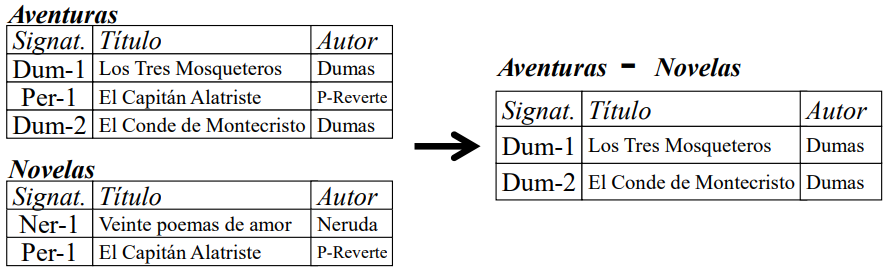 Aventuras
Signat. Título Autor
Dum-1 Los Tres Mosqueteros Dumas
Per-1 El Capitán Alatriste P-Reverte
Dum-2 El Conde de Montecristo Dumas
Novelas
Signat. Título Autor
Ner-1 Veinte poemas de amor Neruda
Per-1 El Capitán Alatriste P-Reverte
Aventuras - Novelas
Signat. Título Autor
Dum-1 Los Tres Mosqueteros Dumas
Dum-2 El Conde de Montecristo Dumas